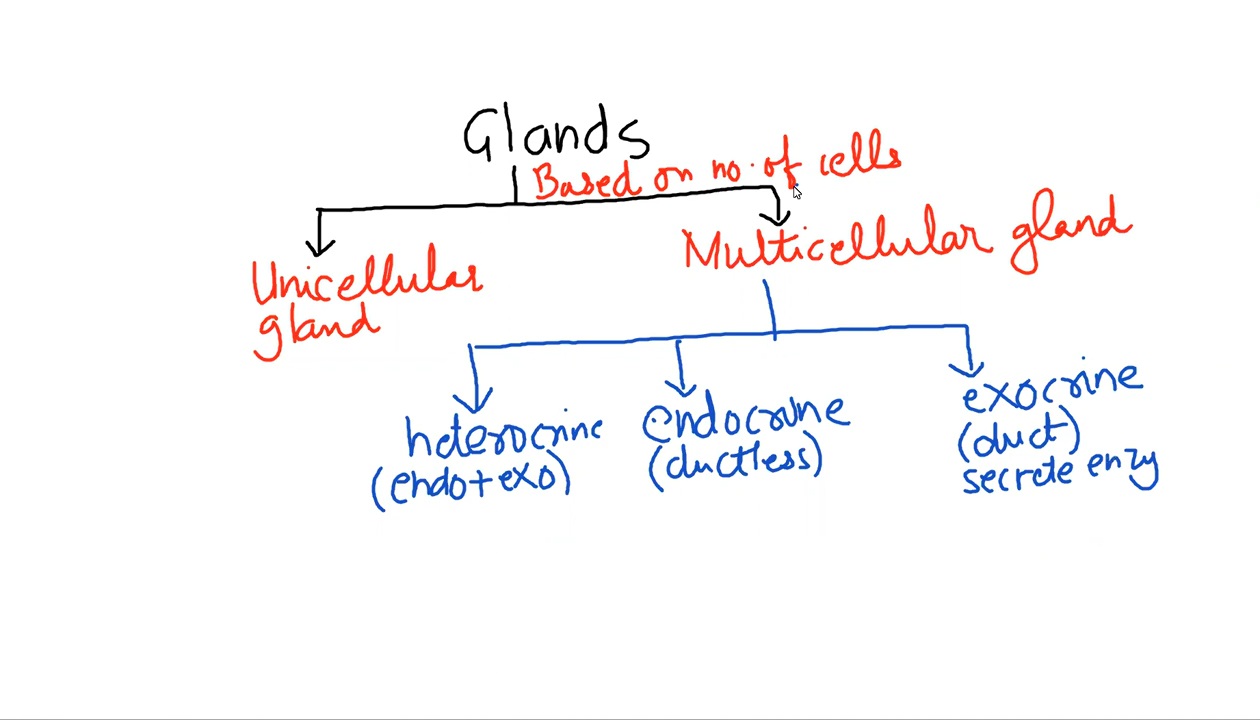 Glands
Based on no. of cells
Unicellular
gland
Multicellular gland
heterocrine
(endo+exo)
endocrine
(ductless)
exocrine
(duct)
secrete enzy